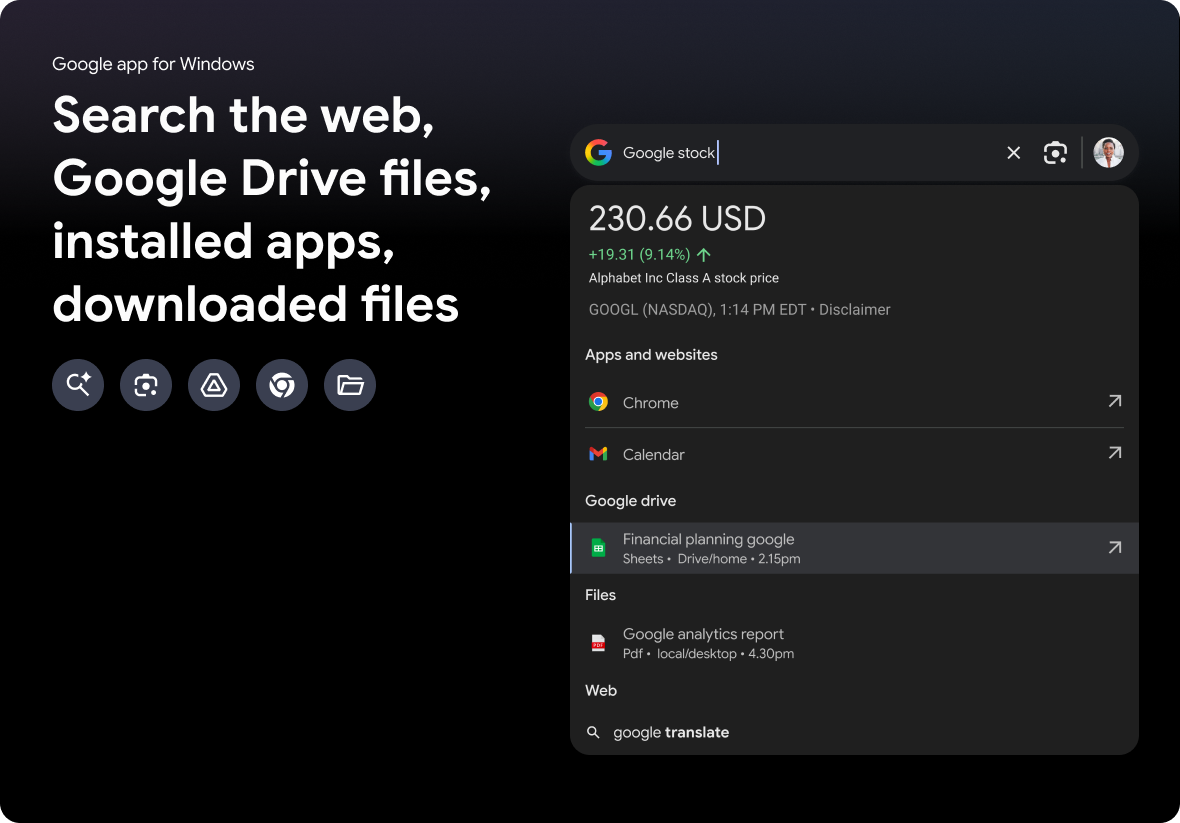 Google app for Windows
Search the web,
Google Drive files,
installed apps,
downloaded files
Google stock
230.66 USD
+19.31 (9.14%)
Alphabet Inc Class A stock price
GOOGL (NASDAQ), 1:14 PM EDT • Disclaimer
Apps and websites
Chrome
Calendar
Google drive
Financial planning google
Sheets • Drive/home • 2.15pm
Files
PDF
Google analytics report
Pdf • local/desktop • 4.30pm
Web
google translate